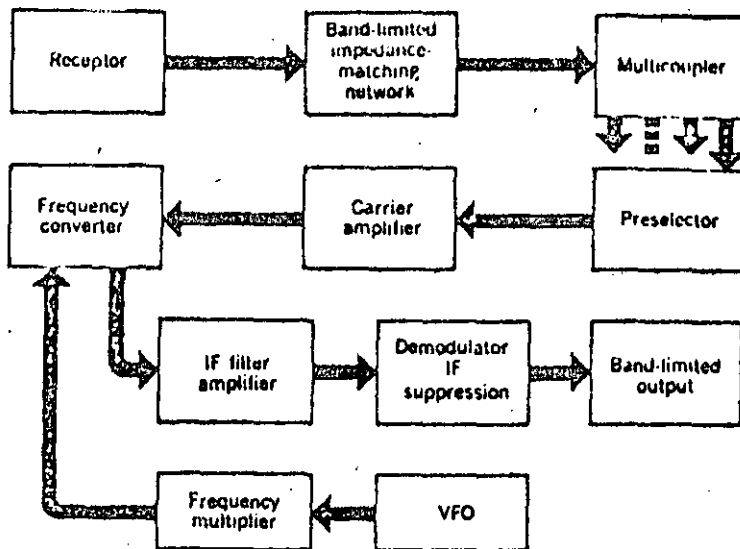 Receptor
Band-limited
impedance-
matching
network
Multicoupler
Frequency
converter
Carrier
amplifier
Preselector
IF filter
amplifier
Demodulator
IF
suppression
Band-limited
output
Frequency
multiplier
VFO